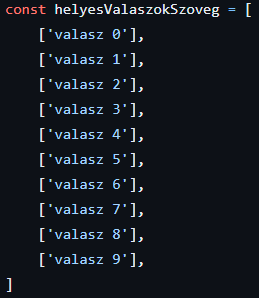 const helyesValaszokSzoveg = [
    ['valasz 0'],
    ['valasz 1'],
    ['valasz 2'],
    ['valasz 3'],
    ['valasz 4'],
    ['valasz 5'],
    ['valasz 6'],
    ['valasz 7'],
    ['valasz 8'],
    ['valasz 9'],
]